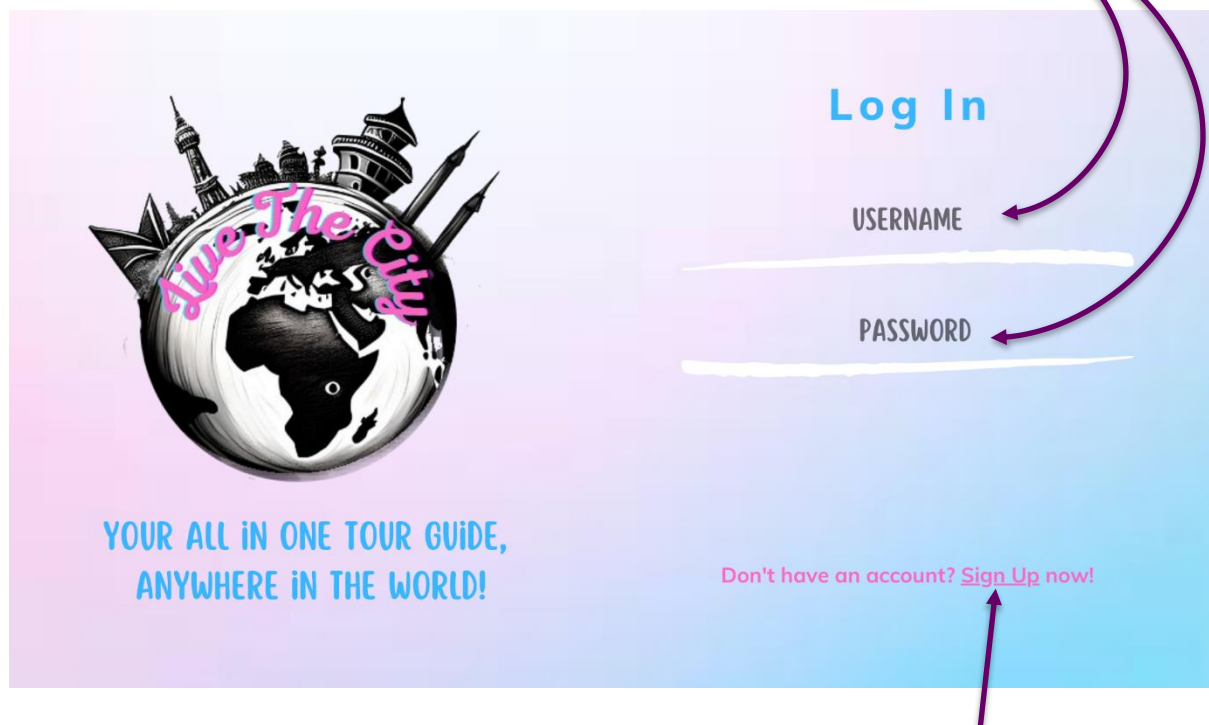 Live The City
YOUR ALL iN ONE TOUR GUiDE,
ANYWHERE iN THE WORLD!
Log In
USERNAME
PASSWORD
Don't have an account? Sign Up now!